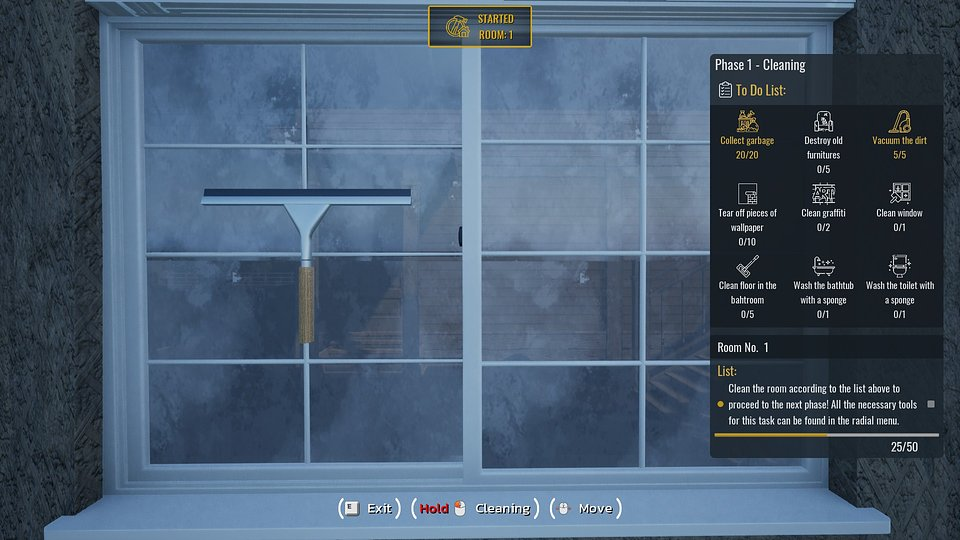 STARTED
ROOM: 1
Phase 1 - Cleaning
To Do List:
Collect garbage
20/20
Destroy old
furnitures
0/5
Vacuum the dirt
5/5
Tear off pieces of
wallpaper
0/10
Clean graffiti
0/2
Clean window
0/1
Clean floor in the
bahtroom
0/5
Wash the bathtub
with a sponge
0/1
Wash the toilet with
a sponge
0/1
Room No. 1
List:
Clean the room according to the list above to
proceed to the next phase! All the necessary tools
for this task can be found in the radial menu.
25/50
(E Exit) (Hold Cleaning) (Move)